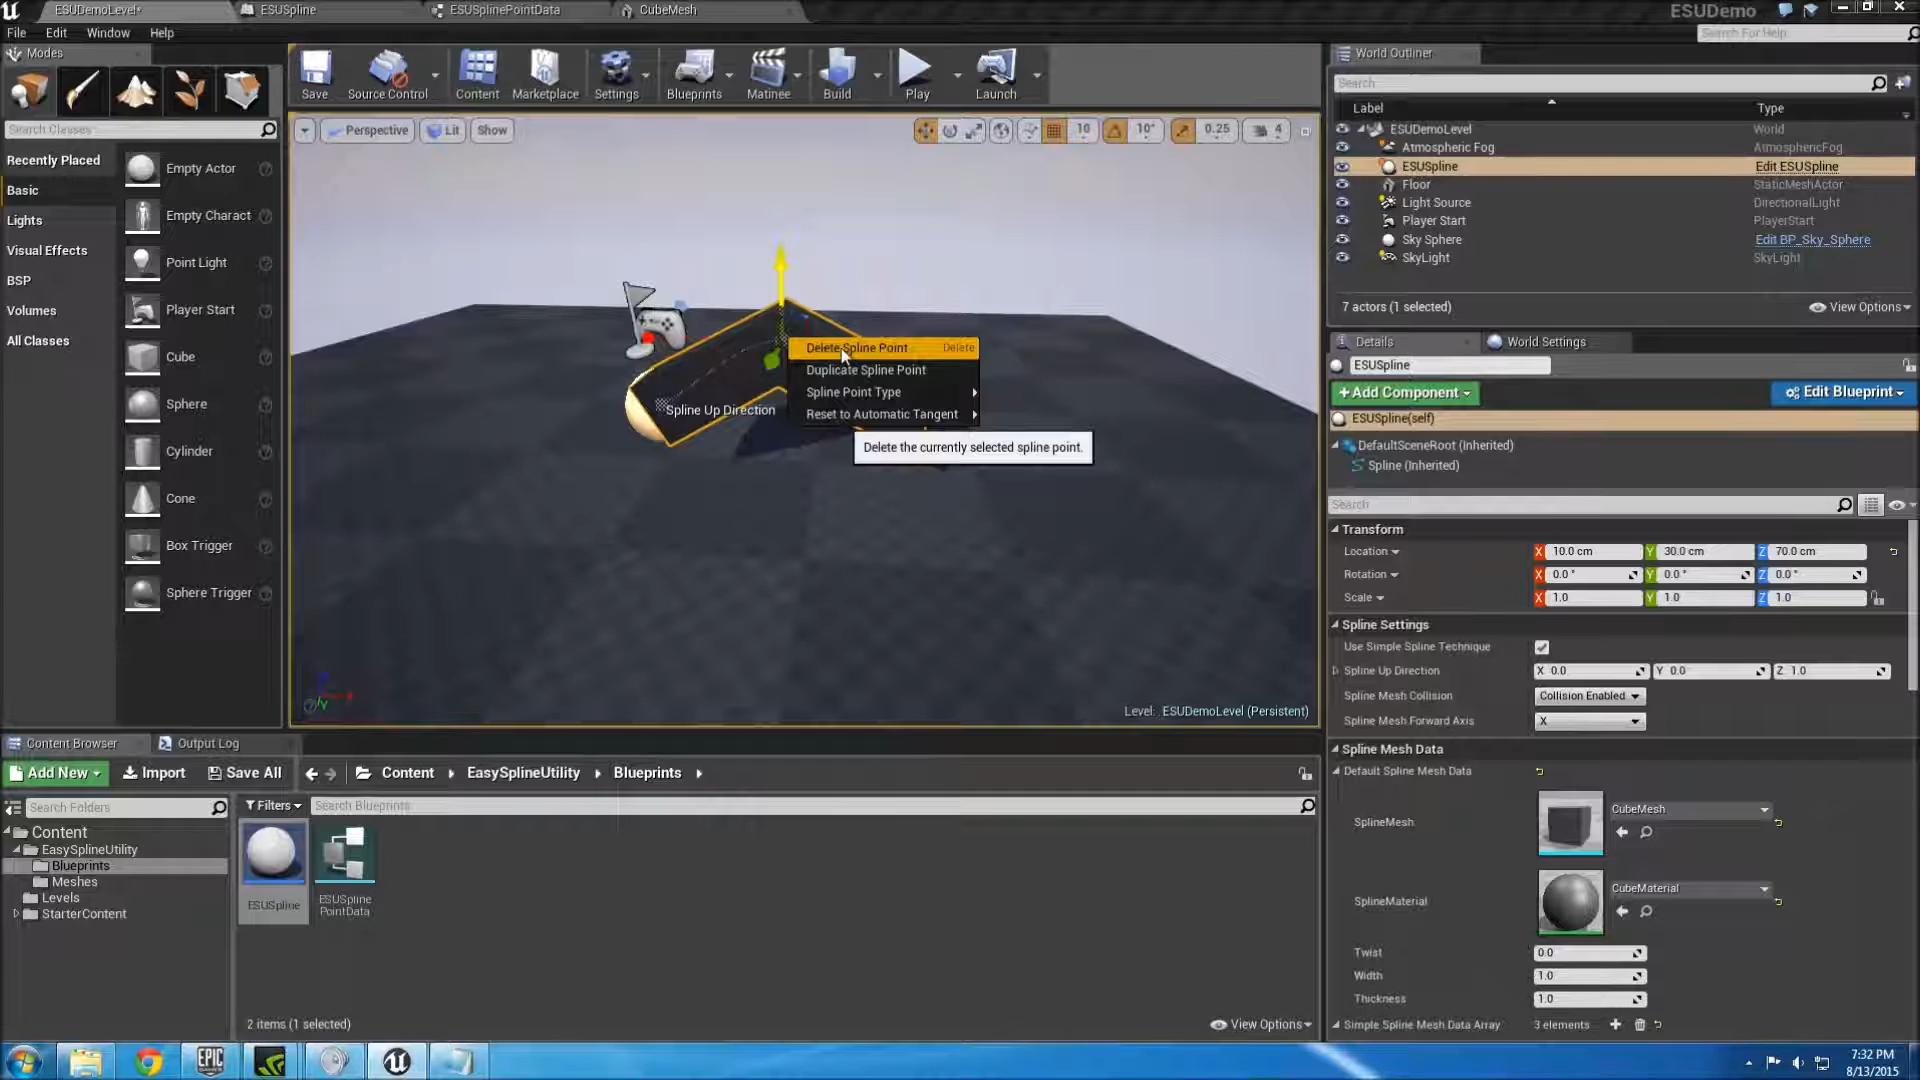 ESUDemoLevel*
ESUSpline
ESUSplinePointData
CubeMesh
ESUDemo
File
Edit
Window
Help
Search For Help
Modes
Search Classes
Recently Placed
Basic
Lights
Visual Effects
BSP
Volumes
All Classes
Empty Actor
Empty Charact
Point Light
Player Start
Cube
Sphere
Cylinder
Cone
Box Trigger
Sphere Trigger
Save
Source Control
Content
Marketplace
Settings
Blueprints
Matinee
Build
Play
Launch
Perspective
Lit
Show
10
10°
0.25
4
Delete Spline Point Delete
Duplicate Spline Point
Spline Point Type
Reset to Automatic Tangent
Spline Up Direction
Delete the currently selected spline point.
Level: ESUDemoLevel (Persistent)
World Outliner
Search
Label Type
ESUDemoLevel World
Atmospheric Fog AtmosphericFog
ESUSpline Edit ESUSpline
Floor StaticMeshActor
Light Source DirectionalLight
Player Start PlayerStart
Sky Sphere Edit BP_Sky_Sphere
SkyLight SkyLight
7 actors (1 selected)
View Options
Details
World Settings
ESUSpline
+Add Component
Edit Blueprint
ESUSpline(self)
DefaultSceneRoot (Inherited)
Spline (Inherited)
Search
Transform
Location X 10.0 cm Y 30.0 cm Z 70.0 cm
Rotation X 0.0 ° Y 0.0 ° Z 0.0 °
Scale X 1.0 Y 1.0 Z 1.0
Spline Settings
Use Simple Spline Technique
Spline Up Direction X 0.0 Y 0.0 Z 1.0
Spline Mesh Collision Collision Enabled
Spline Mesh Forward Axis X
Spline Mesh Data
Default Spline Mesh Data
SplineMesh CubeMesh
SplineMaterial CubeMaterial
Twist 0.0
Width 1.0
Thickness 1.0
Simple Spline Mesh Data Array 3 elements
Content Browser
Output Log
Add New
Import
Save All
Content
EasySplineUtility
Blueprints
Search Folders
Filters
Search Blueprints
Content
EasySplineUtility
Blueprints
Meshes
Levels
StarterContent
ESUSpline
ESUSpline
PointData
2 items (1 selected)
View Options
EPIC
GAMES
7:32 PM
8/13/2015